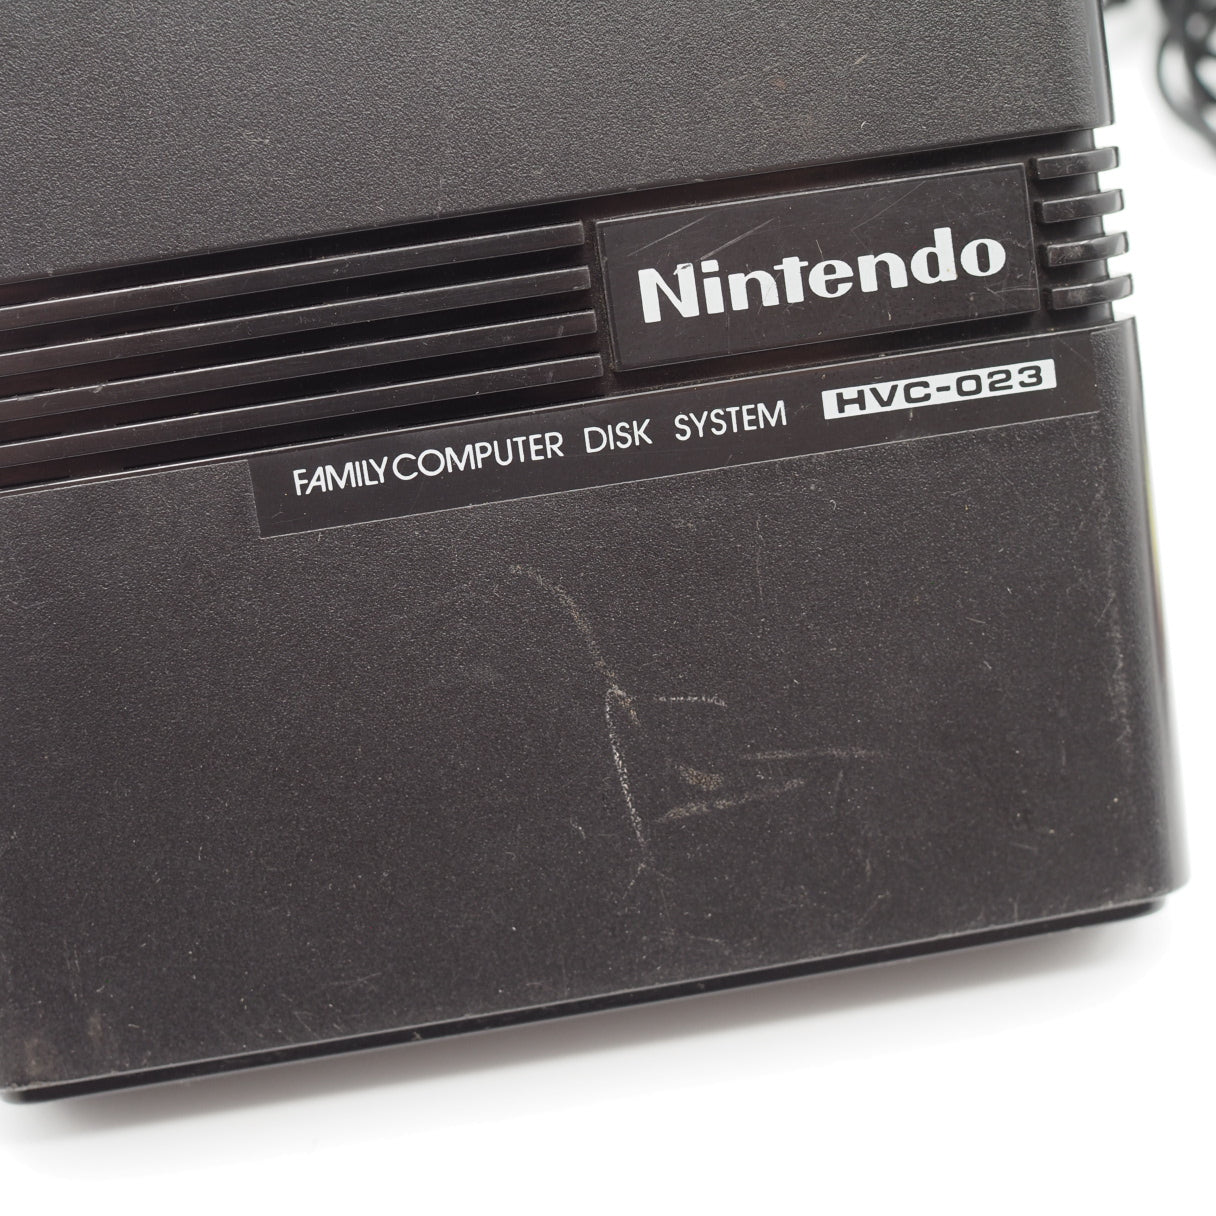 Nintendo
FAMILY COMPUTER DISK SYSTEM HVC-023